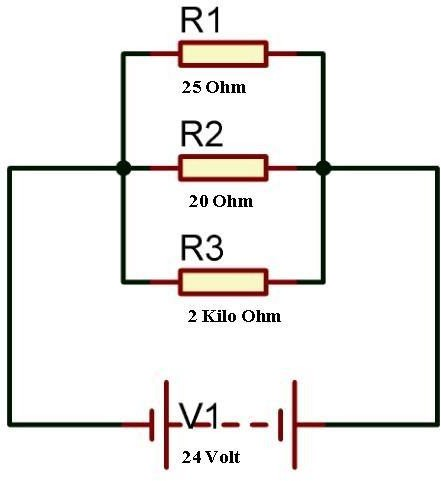 R1
25 Ohm
R2
20 Ohm
R3
2 Kilo Ohm
V1
24 Volt